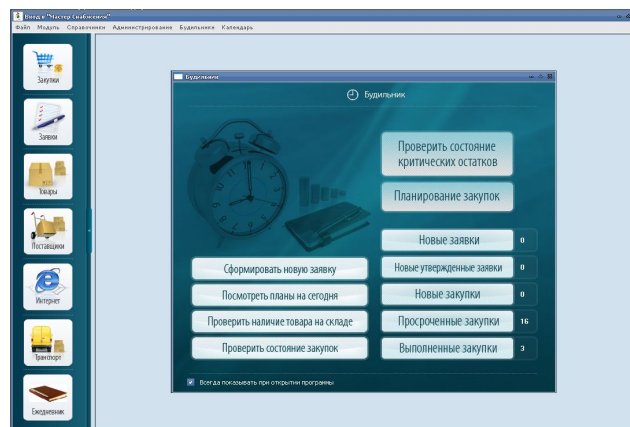 Вход в "Мастер Снабжения"
Файл Модуль Справочники Администрирование Будильники Календарь
Закупки
Заявки
Товары
Поставщики
Интернет
Транспорт
Ежедневник
Будильник
Будильник
Проверить состояние
критических остатков
Планирование закупок
Новые заявки 0
Сформировать новую заявку
Новые утвержденные заявки 0
Посмотреть планы на сегодня
Новые закупки 0
Проверить наличие товара на складе
Просроченные закупки 16
Проверить состояние закупок
Выполненные закупки 3
Всегда показывать при открытии программы